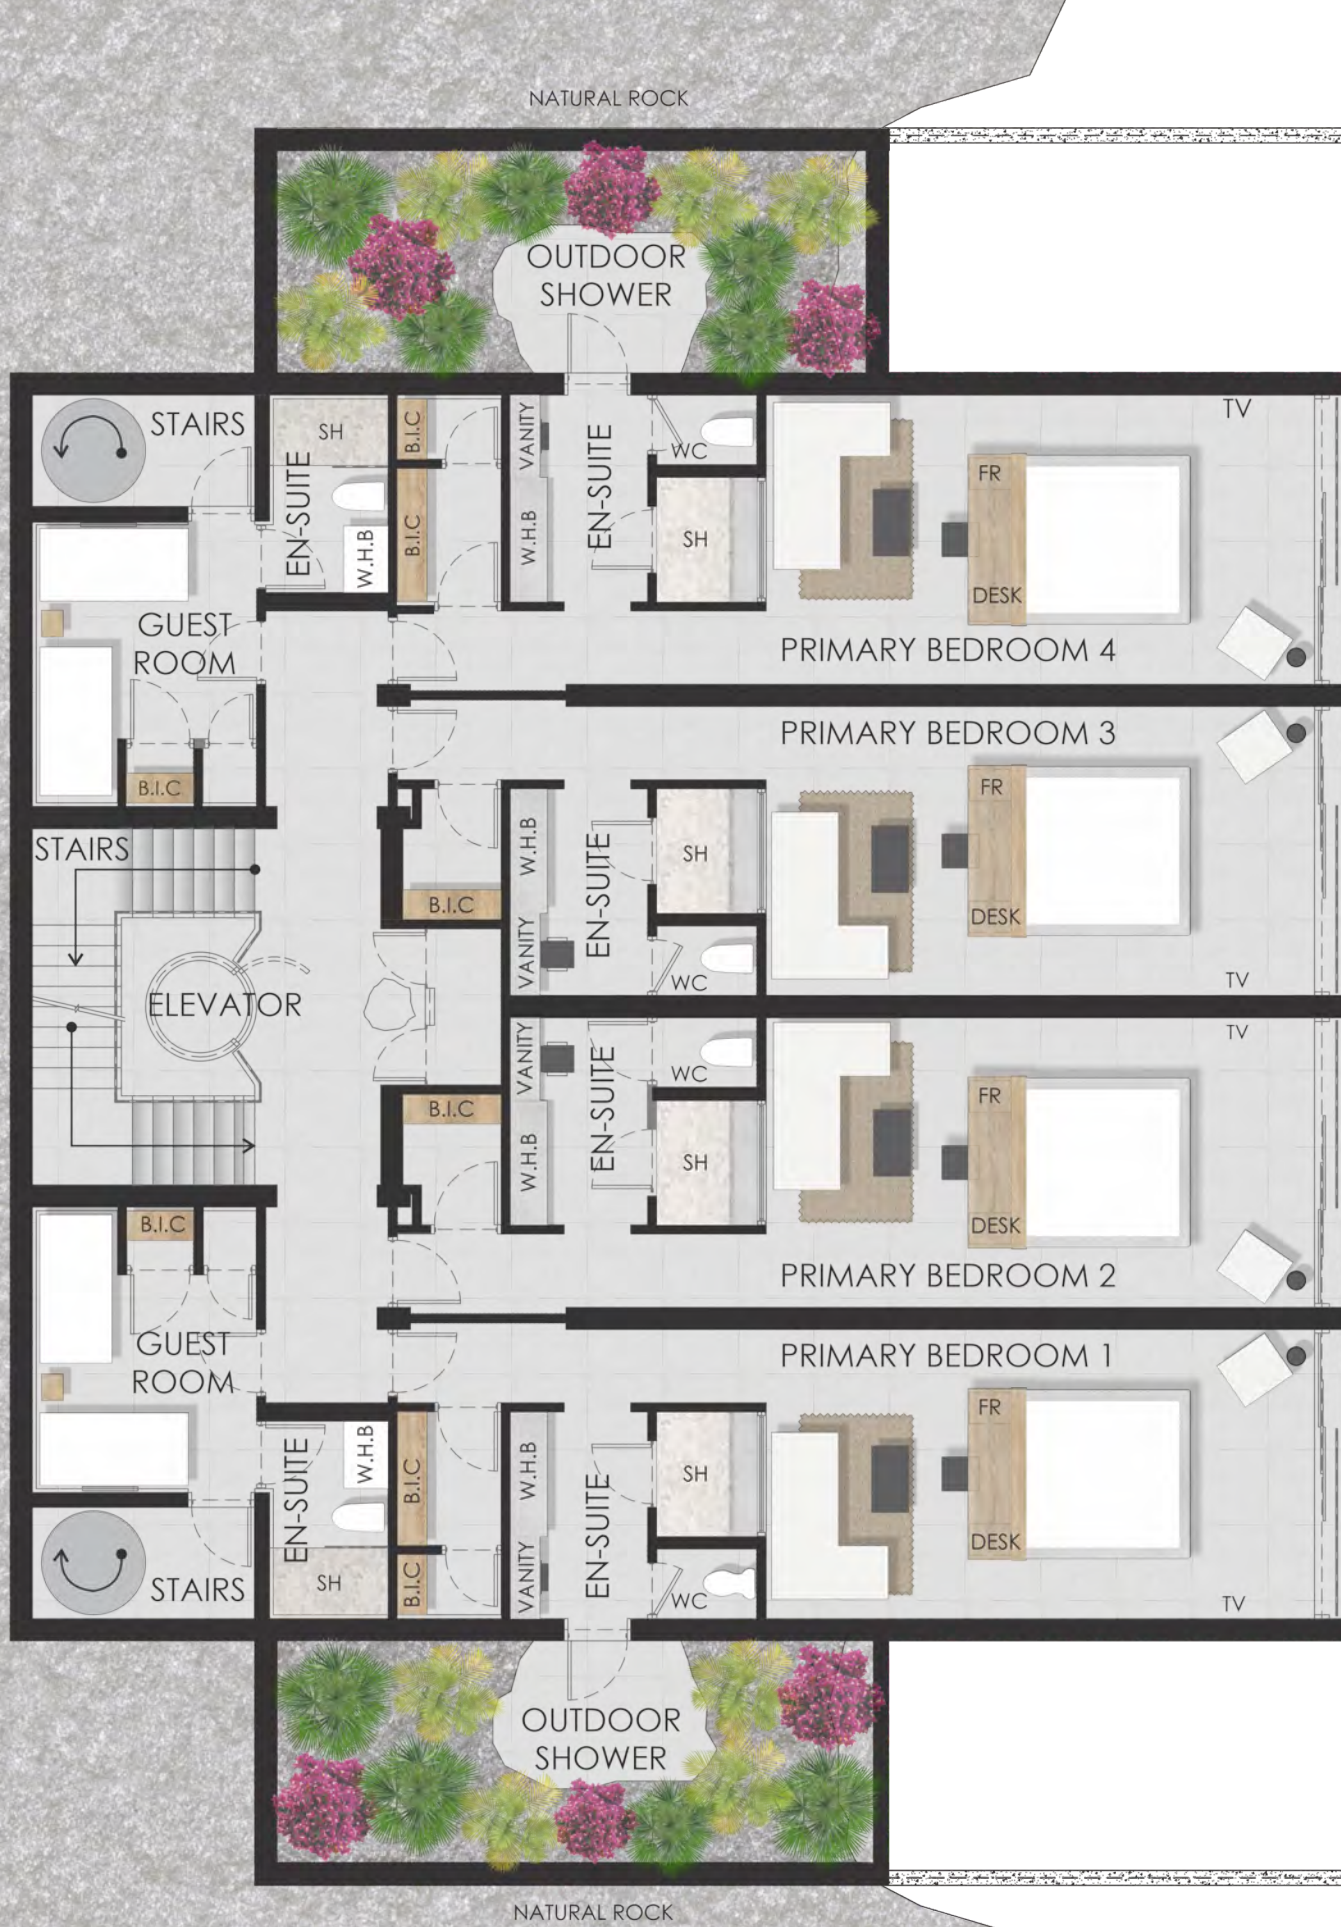 NATURAL ROCK
OUTDOOR
SHOWER
STAIRS
SH
EN-SUITE
W.H.B
B.I.C
B.I.C
VANITY
W.H.B
EN-SUITE
WC
SH
TV
FR
DESK
PRIMARY BEDROOM 4
GUEST
ROOM
B.I.C
PRIMARY BEDROOM 3
STAIRS
B.I.C
W.H.B
VANITY
EN-SUITE
SH
WC
FR
DESK
TV
ELEVATOR
B.I.C
VANITY
W.H.B
EN-SUITE
WC
SH
TV
FR
DESK
PRIMARY BEDROOM 2
B.I.C
GUEST
ROOM
PRIMARY BEDROOM 1
EN-SUITE
W.H.B
SH
B.I.C
B.I.C
W.H.B
VANITY
EN-SUITE
SH
WC
FR
DESK
TV
STAIRS
OUTDOOR
SHOWER
NATURAL ROCK